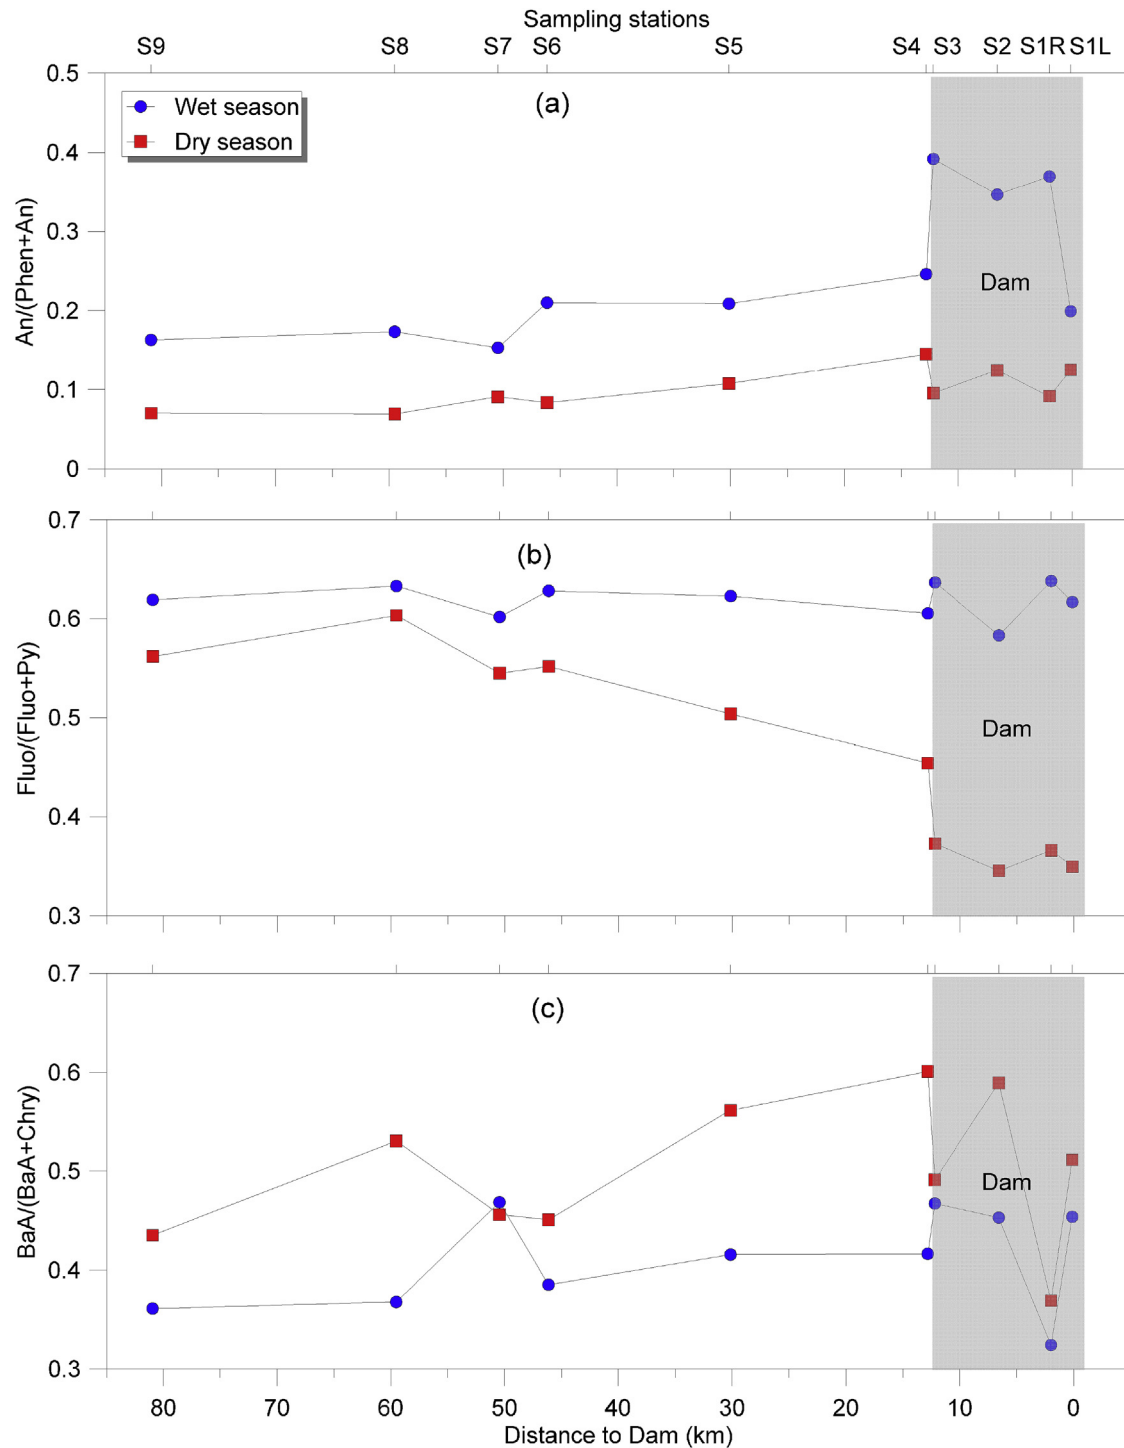 Sampling stations
S9 S8 S7 S6 S5 S4 S3 S2 S1R S1L
0.5
(a)
Wet season
Dry season
0.4
0.3
Dam
0.2
0.1
0
An/(Phen+An)
0.7
(b)
0.6
0.5
Dam
0.4
0.3
Fluo/(Fluo+Py)
0.7
(c)
0.6
0.5
Dam
0.4
0.3
BaA/(BaA+Chry)
80 70 60 50 40 30 20 10 0
Distance to Dam (km)